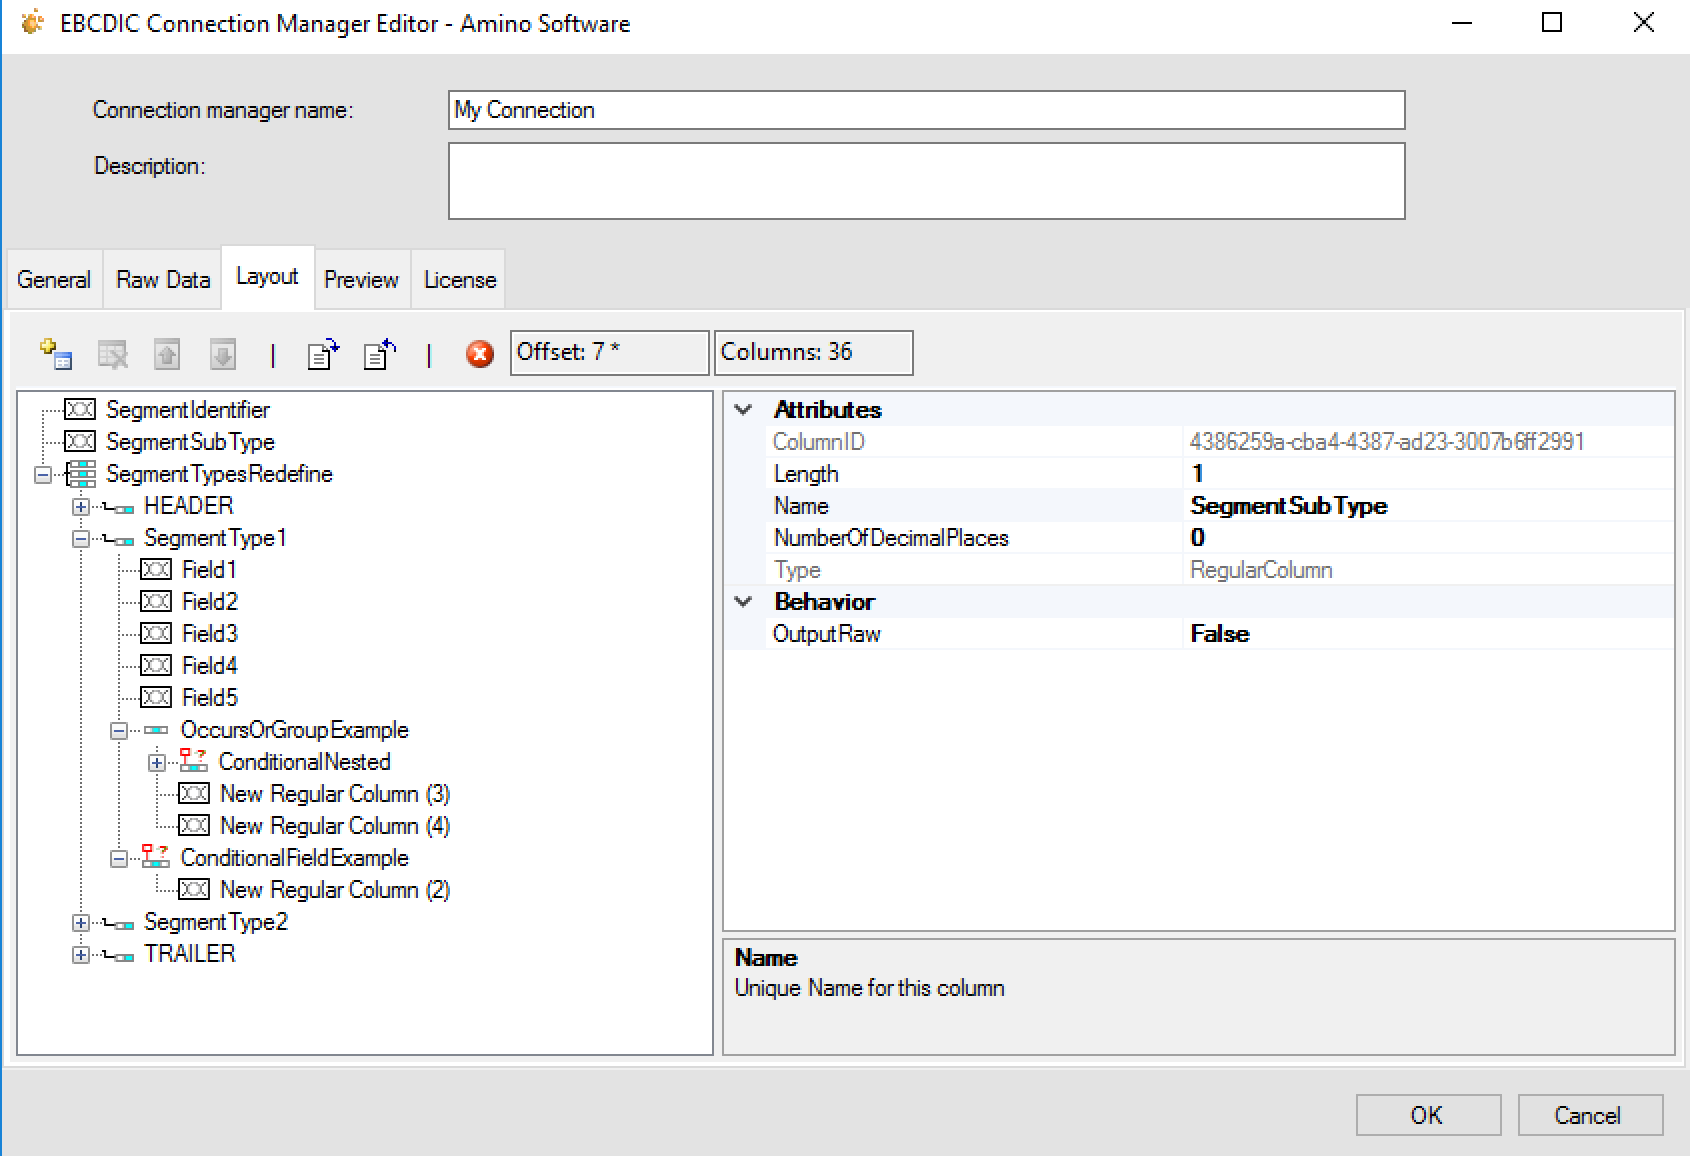 EBCDIC Connection Manager Editor - Amino Software
Connection manager name:
My Connection
Description:
General
Raw Data
Layout
Preview
License
Offset: 7 *
Columns: 36
SegmentIdentifier
SegmentSubType
SegmentTypesRedefine
HEADER
SegmentType1
Field1
Field2
Field3
Field4
Field5
OccursOrGroupExample
ConditionalNested
New Regular Column (3)
New Regular Column (4)
ConditionalFieldExample
New Regular Column (2)
SegmentType2
TRAILER
Attributes
ColumnID 4386259a-cba4-4387-ad23-3007b6ff2991
Length 1
Name SegmentSubType
NumberOfDecimalPlaces 0
Type RegularColumn
Behavior
OutputRaw False
Name
Unique Name for this column
OK
Cancel